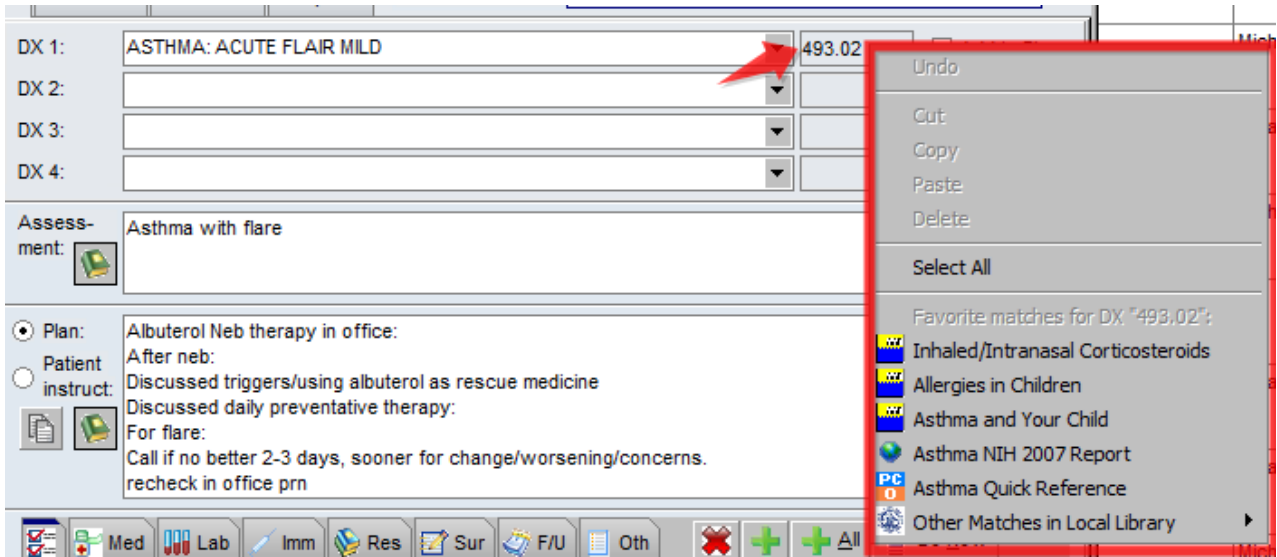 DX 1:
ASTHMA: ACUTE FLAIR MILD
493.02
DX 2:
DX 3:
DX 4:
Assess-
ment:
Asthma with flare
Plan:
Patient
instruct:
Albuterol Neb therapy in office:
After neb:
Discussed triggers/using albuterol as rescue medicine
Discussed daily preventative therapy:
For flare:
Call if no better 2-3 days, sooner for change/worsening/concerns.
recheck in office prn
Undo
Cut
Copy
Paste
Delete
Select All
Favorite matches for DX "493.02":
Inhaled/Intranasal Corticosteroids
Allergies in Children
Asthma and Your Child
Asthma NIH 2007 Report
PC
O
Asthma Quick Reference
Other Matches in Local Library
Med
Lab
Imm
Res
Sur
F/U
Oth
All